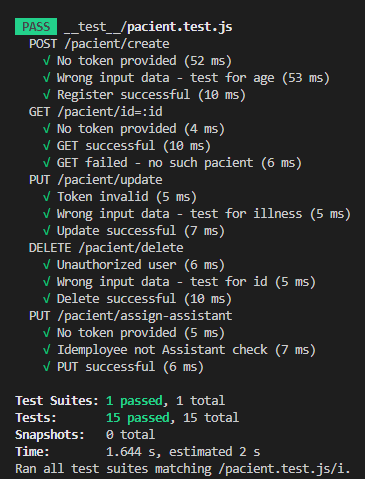 PASS __test__/pacient.test.js
POST /pacient/create
√ No token provided (52 ms)
√ Wrong input data - test for age (53 ms)
√ Register successful (10 ms)
GET /pacient/id=:id
√ No token provided (4 ms)
√ GET successful (10 ms)
√ GET failed - no such pacient (6 ms)
PUT /pacient/update
√ Token invalid (5 ms)
√ Wrong input data - test for illness (5 ms)
√ Update successful (7 ms)
DELETE /pacient/delete
√ Unauthorized user (6 ms)
√ Wrong input data - test for id (5 ms)
√ Delete successful (10 ms)
PUT /pacient/assign-assistant
√ No token provided (5 ms)
√ Idemployee not Assistant check (7 ms)
√ PUT successful (6 ms)
Test Suites: 1 passed, 1 total
Tests: 15 passed, 15 total
Snapshots: 0 total
Time: 1.644 s, estimated 2 s
Ran all test suites matching /pacient.test.js/i.